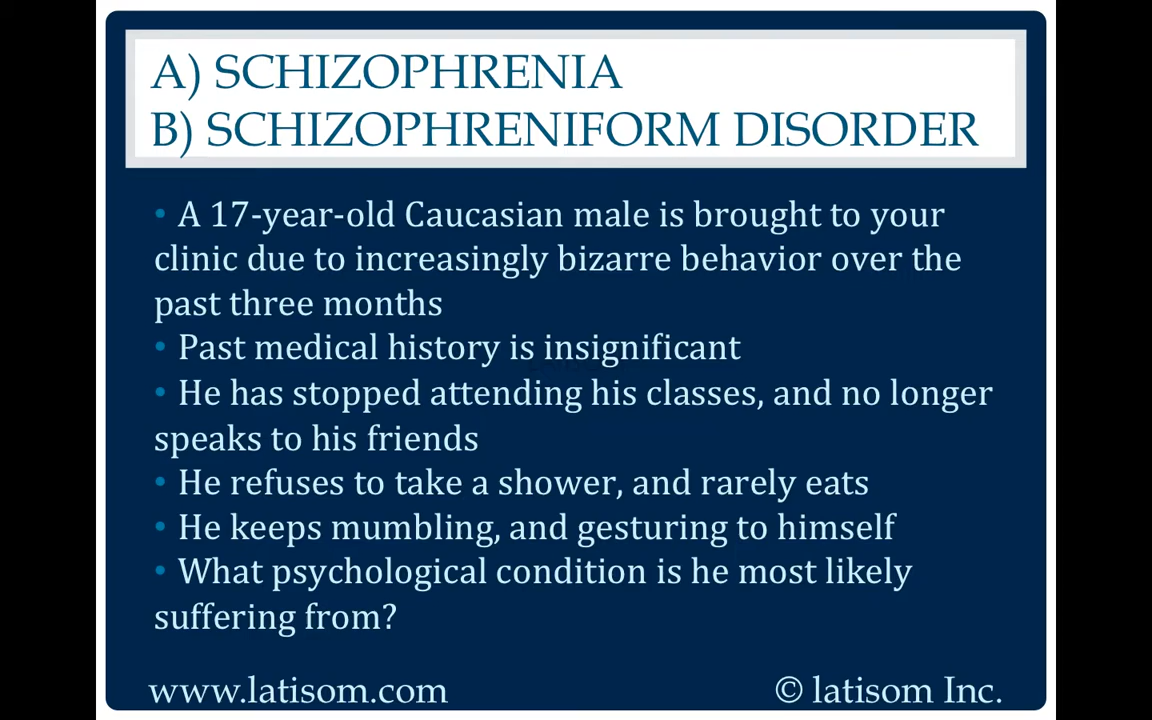 A) SCHIZOPHRENIA
B) SCHIZOPHRENIFORM DISORDER
• A 17-year-old Caucasian male is brought to your
clinic due to increasingly bizarre behavior over the
past three months
• Past medical history is insignificant
• He has stopped attending his classes, and no longer
speaks to his friends
• He refuses to take a shower, and rarely eats
• He keeps mumbling, and gesturing to himself
• What psychological condition is he most likely
suffering from?
www.latisom.com © latisom Inc.